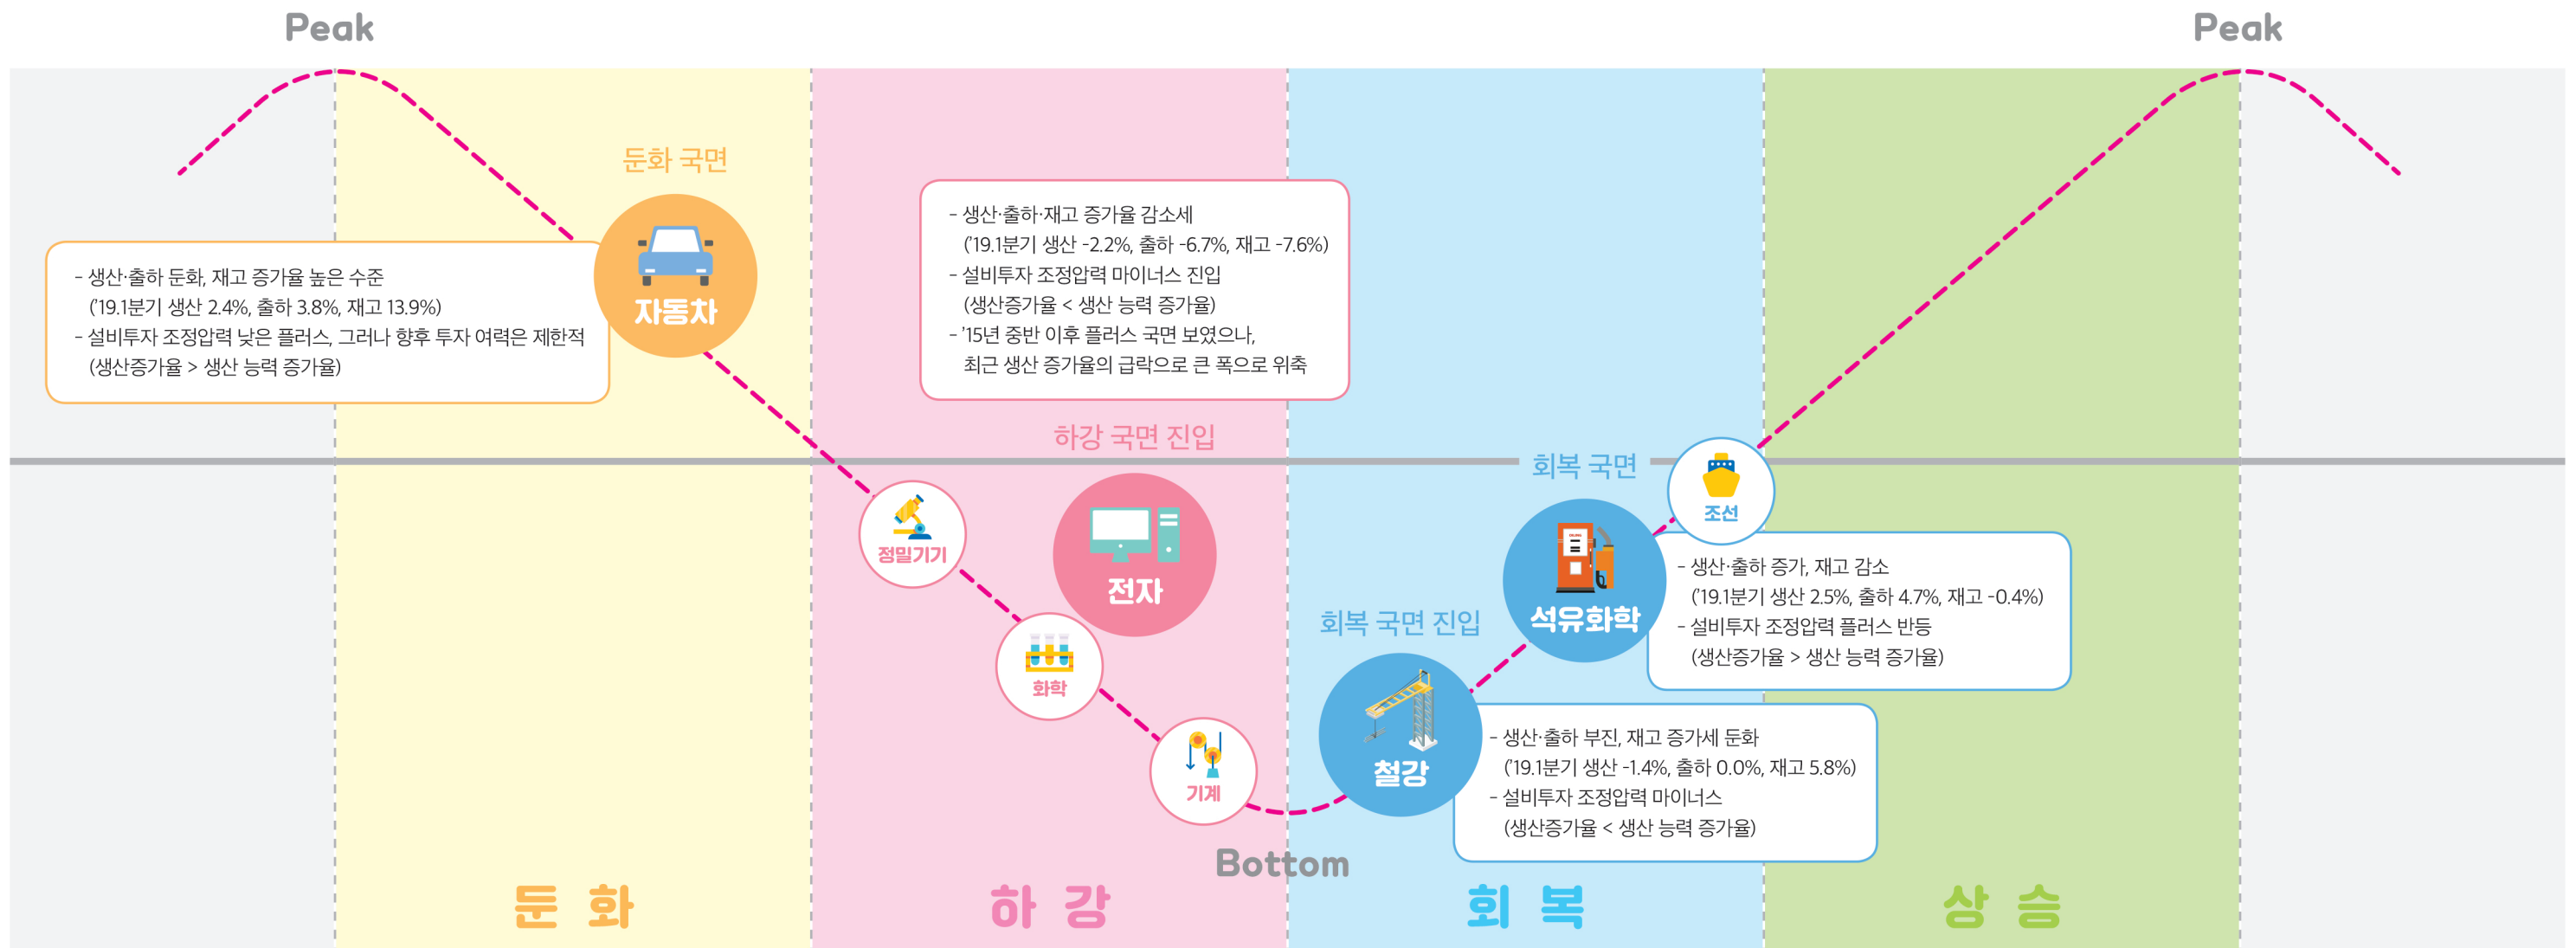 Peak
Peak
둔화 국면
자동차
- 생산·출하 둔화, 재고 증가율 높은 수준
('19.1분기 생산 2.4%, 출하 3.8%, 재고 13.9%)
- 설비투자 조정압력 낮은 플러스, 그러나 향후 투자 여력은 제한적
(생산증가율 > 생산 능력 증가율)
- 생산·출하·재고 증가율 감소세
('19.1분기 생산 -2.2%, 출하 -6.7%, 재고 -7.6%)
- 설비투자 조정압력 마이너스 진입
(생산증가율 < 생산 능력 증가율)
- '15년 중반 이후 플러스 국면 보였으나,
최근 생산 증가율의 급락으로 큰 폭으로 위축
하강 국면 진입
전자
정밀기기
화학
기계
회복 국면
조선
석유화학
- 생산·출하 증가, 재고 감소
('19.1분기 생산 2.5%, 출하 4.7%, 재고 -0.4%)
- 설비투자 조정압력 플러스 반등
(생산증가율 > 생산 능력 증가율)
회복 국면 진입
철강
- 생산·출하 부진, 재고 증가세 둔화
('19.1분기 생산 -1.4%, 출하 0.0%, 재고 5.8%)
- 설비투자 조정압력 마이너스
(생산증가율 < 생산 능력 증가율)
Bottom
둔 화
하 강
회 복
상 승